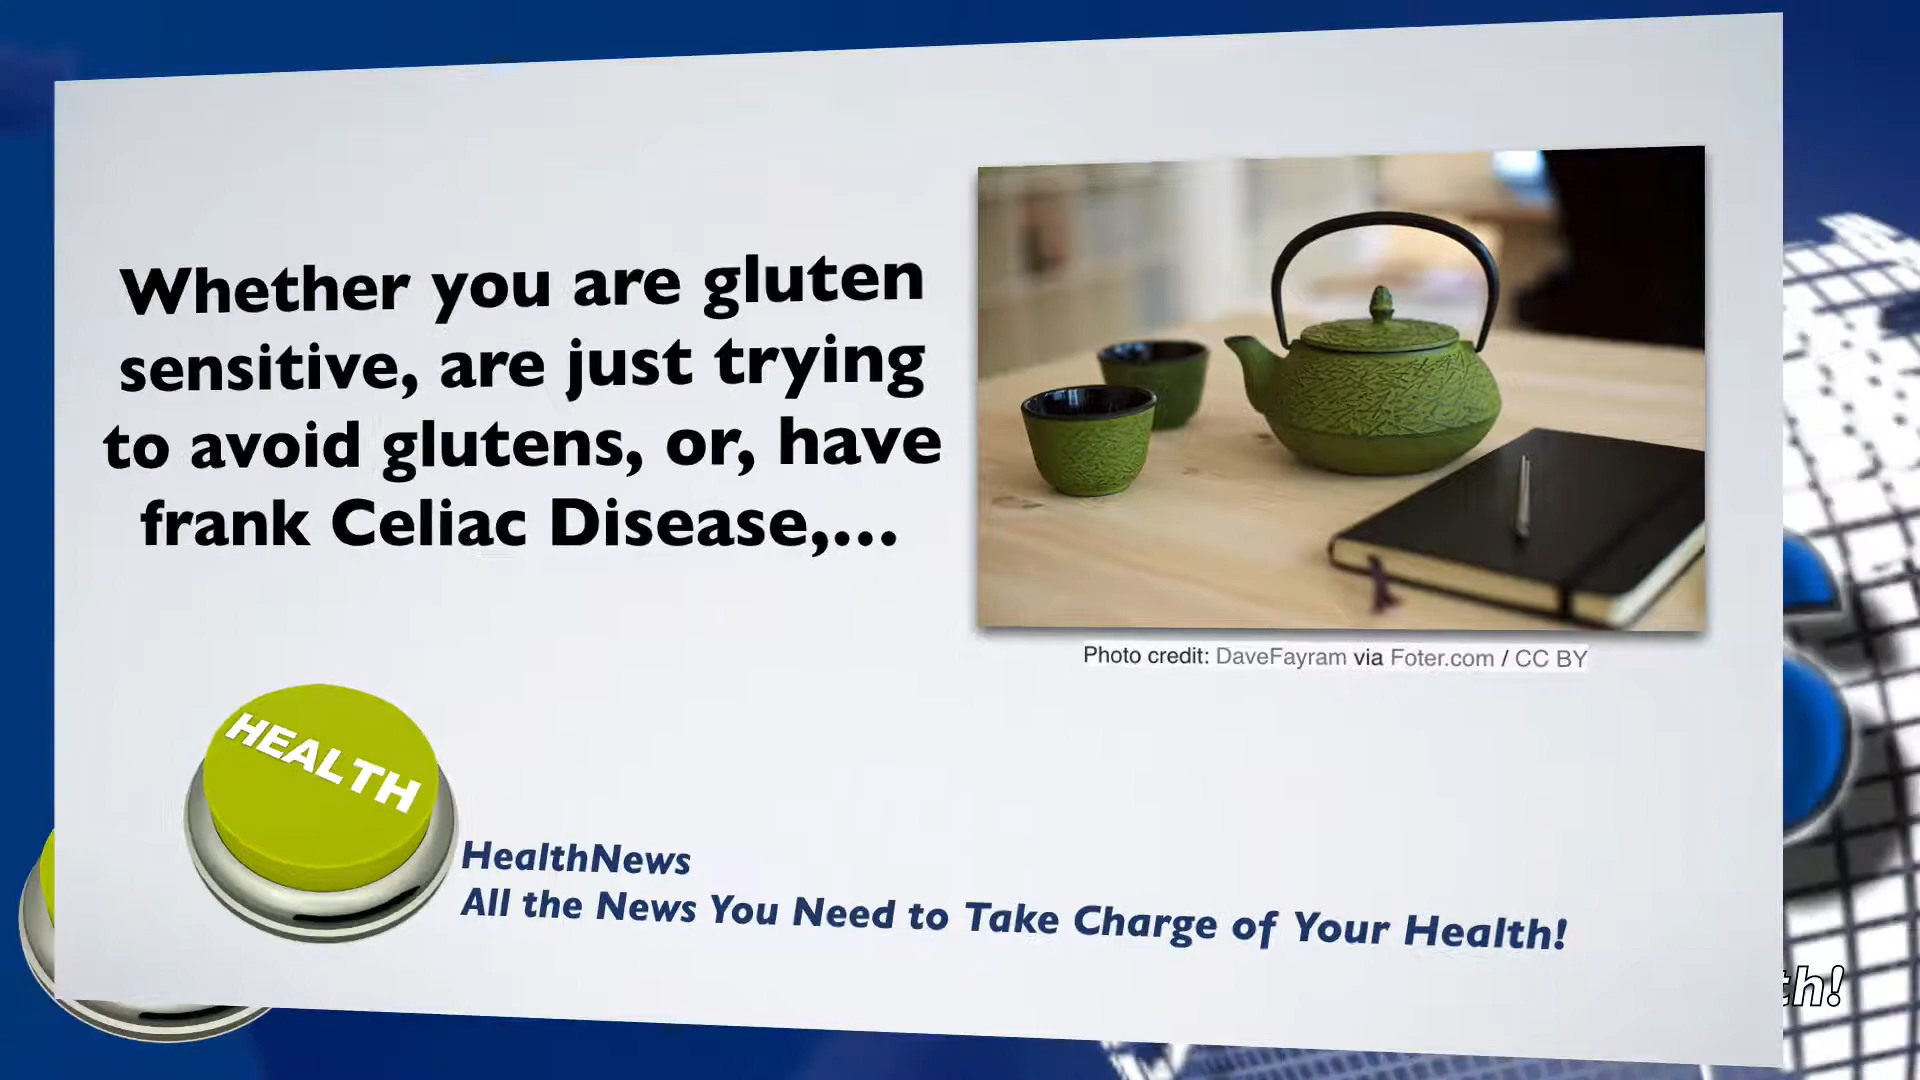 Whether you are gluten
sensitive, are just trying
to avoid glutens, or, have
frank Celiac Disease,...
Photo credit: DaveFayram via Foter.com / CC BY
HEALTH
HealthNews
All the News You Need to Take Charge of Your Health!
th!